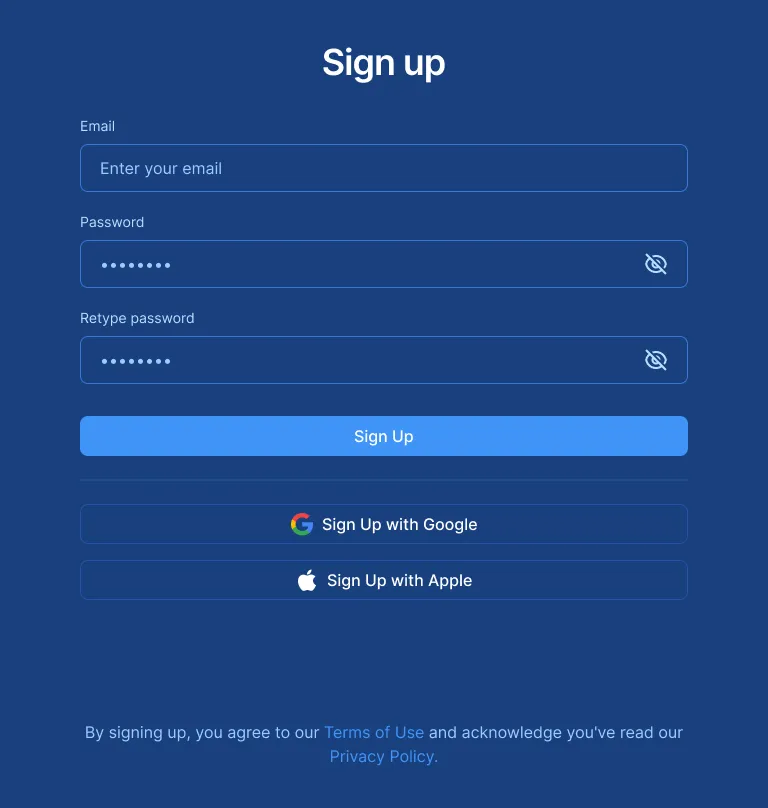 Sign up
Email
Enter your email
Password
••••••••
Retype password
••••••••
Sign Up
Sign Up with Google
Sign Up with Apple
By signing up, you agree to our Terms of Use and acknowledge you've read our
Privacy Policy.